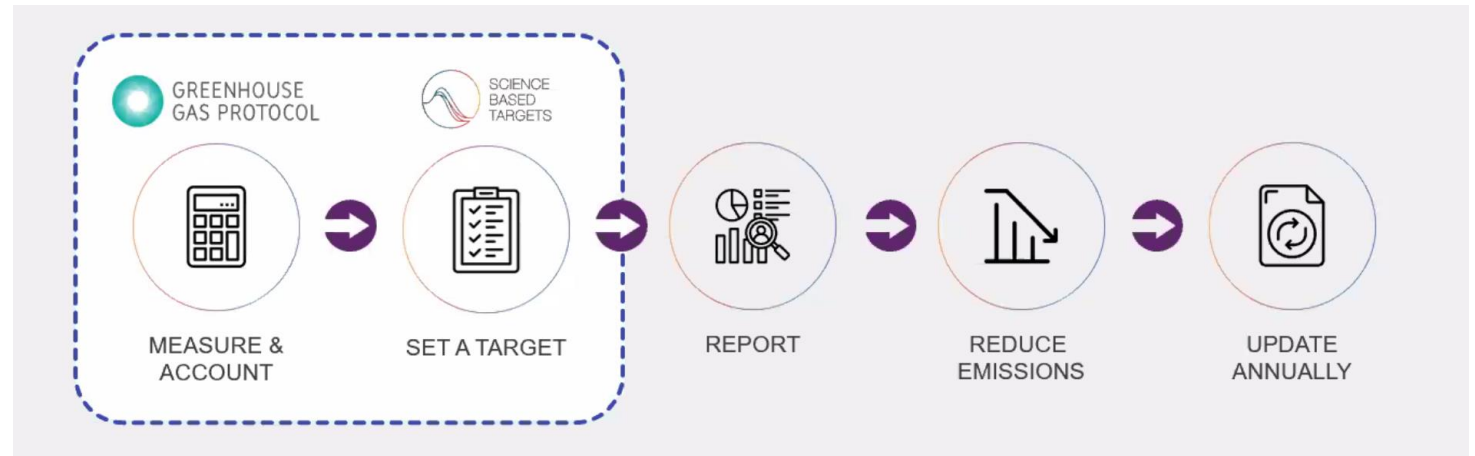 GREENHOUSE
GAS PROTOCOL
SCIENCE
BASED
TARGETS
MEASURE &
ACCOUNT
SET A TARGET
REPORT
REDUCE
EMISSIONS
UPDATE
ANNUALLY